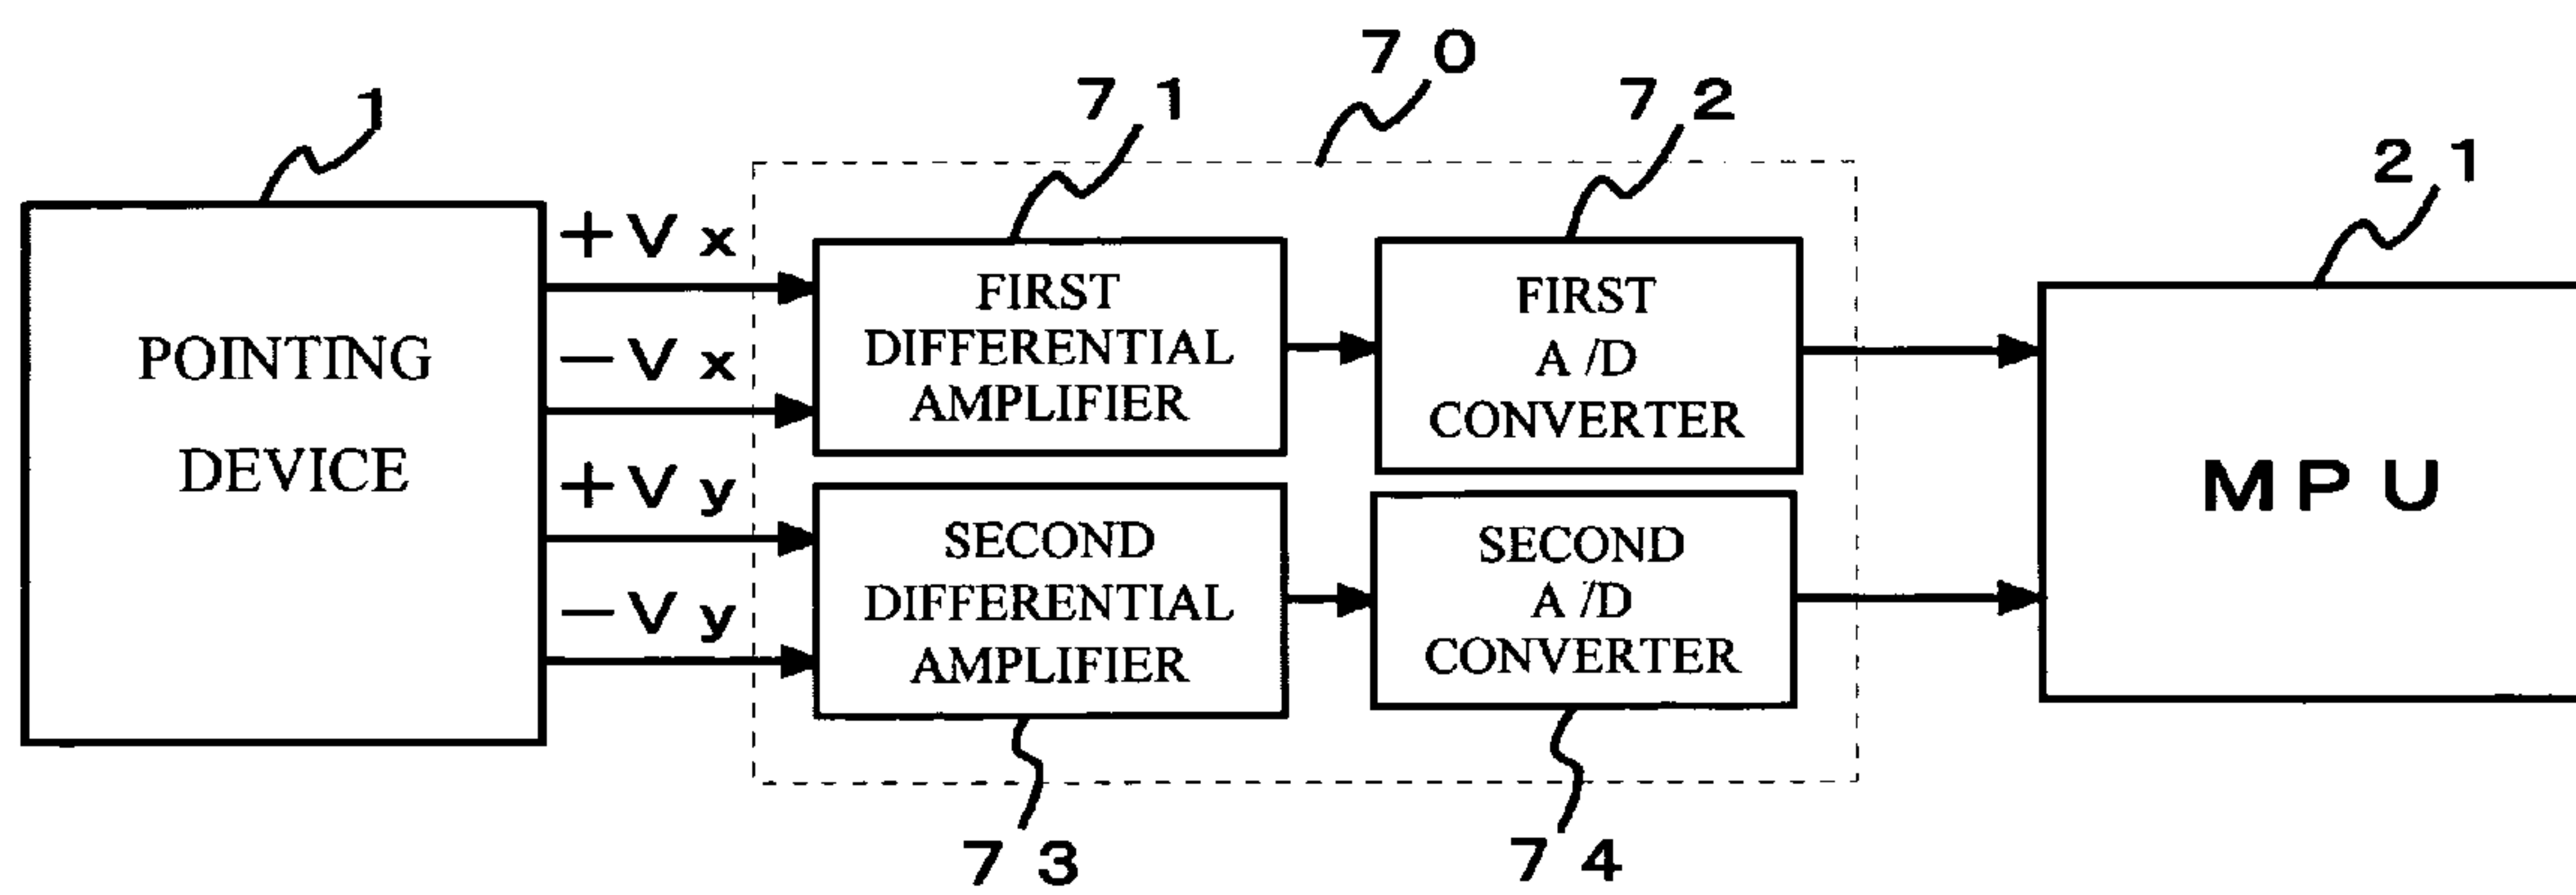 70
71
72
1
21
+Vx
FIRST
DIFFERENTIAL
AMPLIFIER
FIRST
A/D
CONVERTER
POINTING
DEVICE
-Vx
+Vy
SECOND
DIFFERENTIAL
AMPLIFIER
SECOND
A/D
CONVERTER
MPU
-Vy
73
74